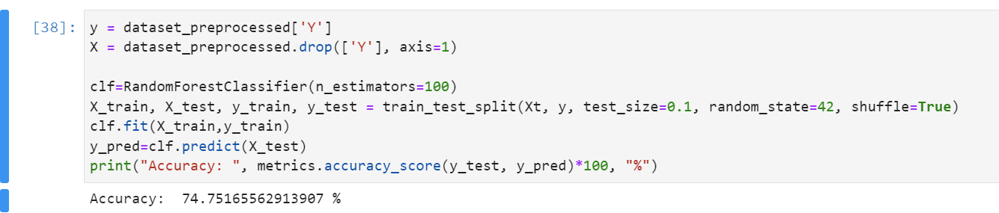 [38]: y = dataset_preprocessed['Y']
X = dataset_preprocessed.drop(['Y'], axis=1)
clf=RandomForestClassifier(n_estimators=100)
X_train, X_test, y_train, y_test = train_test_split(Xt, y, test_size=0.1, random_state=42, shuffle=True)
clf.fit(X_train,y_train)
y_pred=clf.predict(X_test)
print("Accuracy: ", metrics.accuracy_score(y_test, y_pred)*100, "%")
Accuracy:  74.75165562913907 %